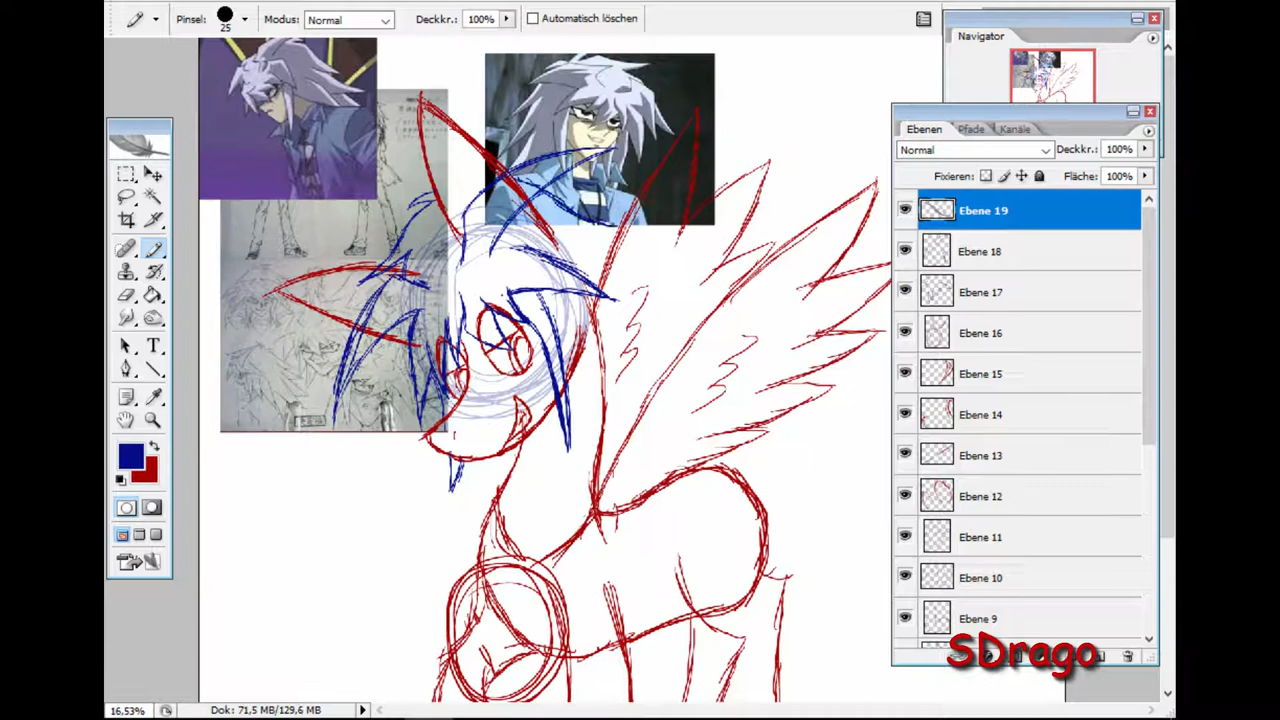 Pinsel: 25 Modus: Normal Deckkr.: 100% Automatisch löschen
Navigator
Ebenen Pfade Kanäle
Normal Deckkr.: 100%
Fixieren: Fläche: 100%
Ebene 19
Ebene 18
Ebene 17
Ebene 16
Ebene 15
Ebene 14
Ebene 13
Ebene 12
Ebene 11
Ebene 10
Ebene 9
SDrago
16,53% Dok: 71,5 MB/129,6 MB